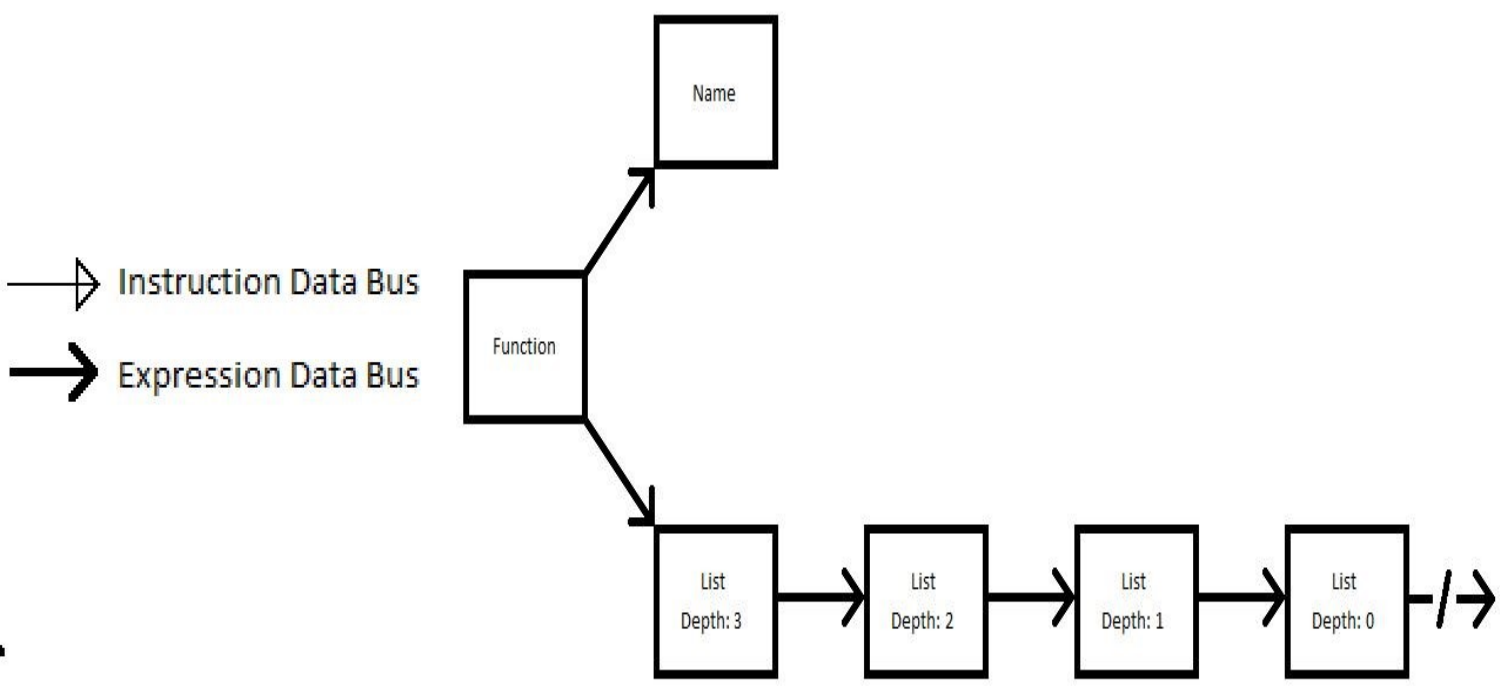 Name
Instruction Data Bus
Expression Data Bus
Function
List
Depth: 3
List
Depth: 2
List
Depth: 1
List
Depth: 0